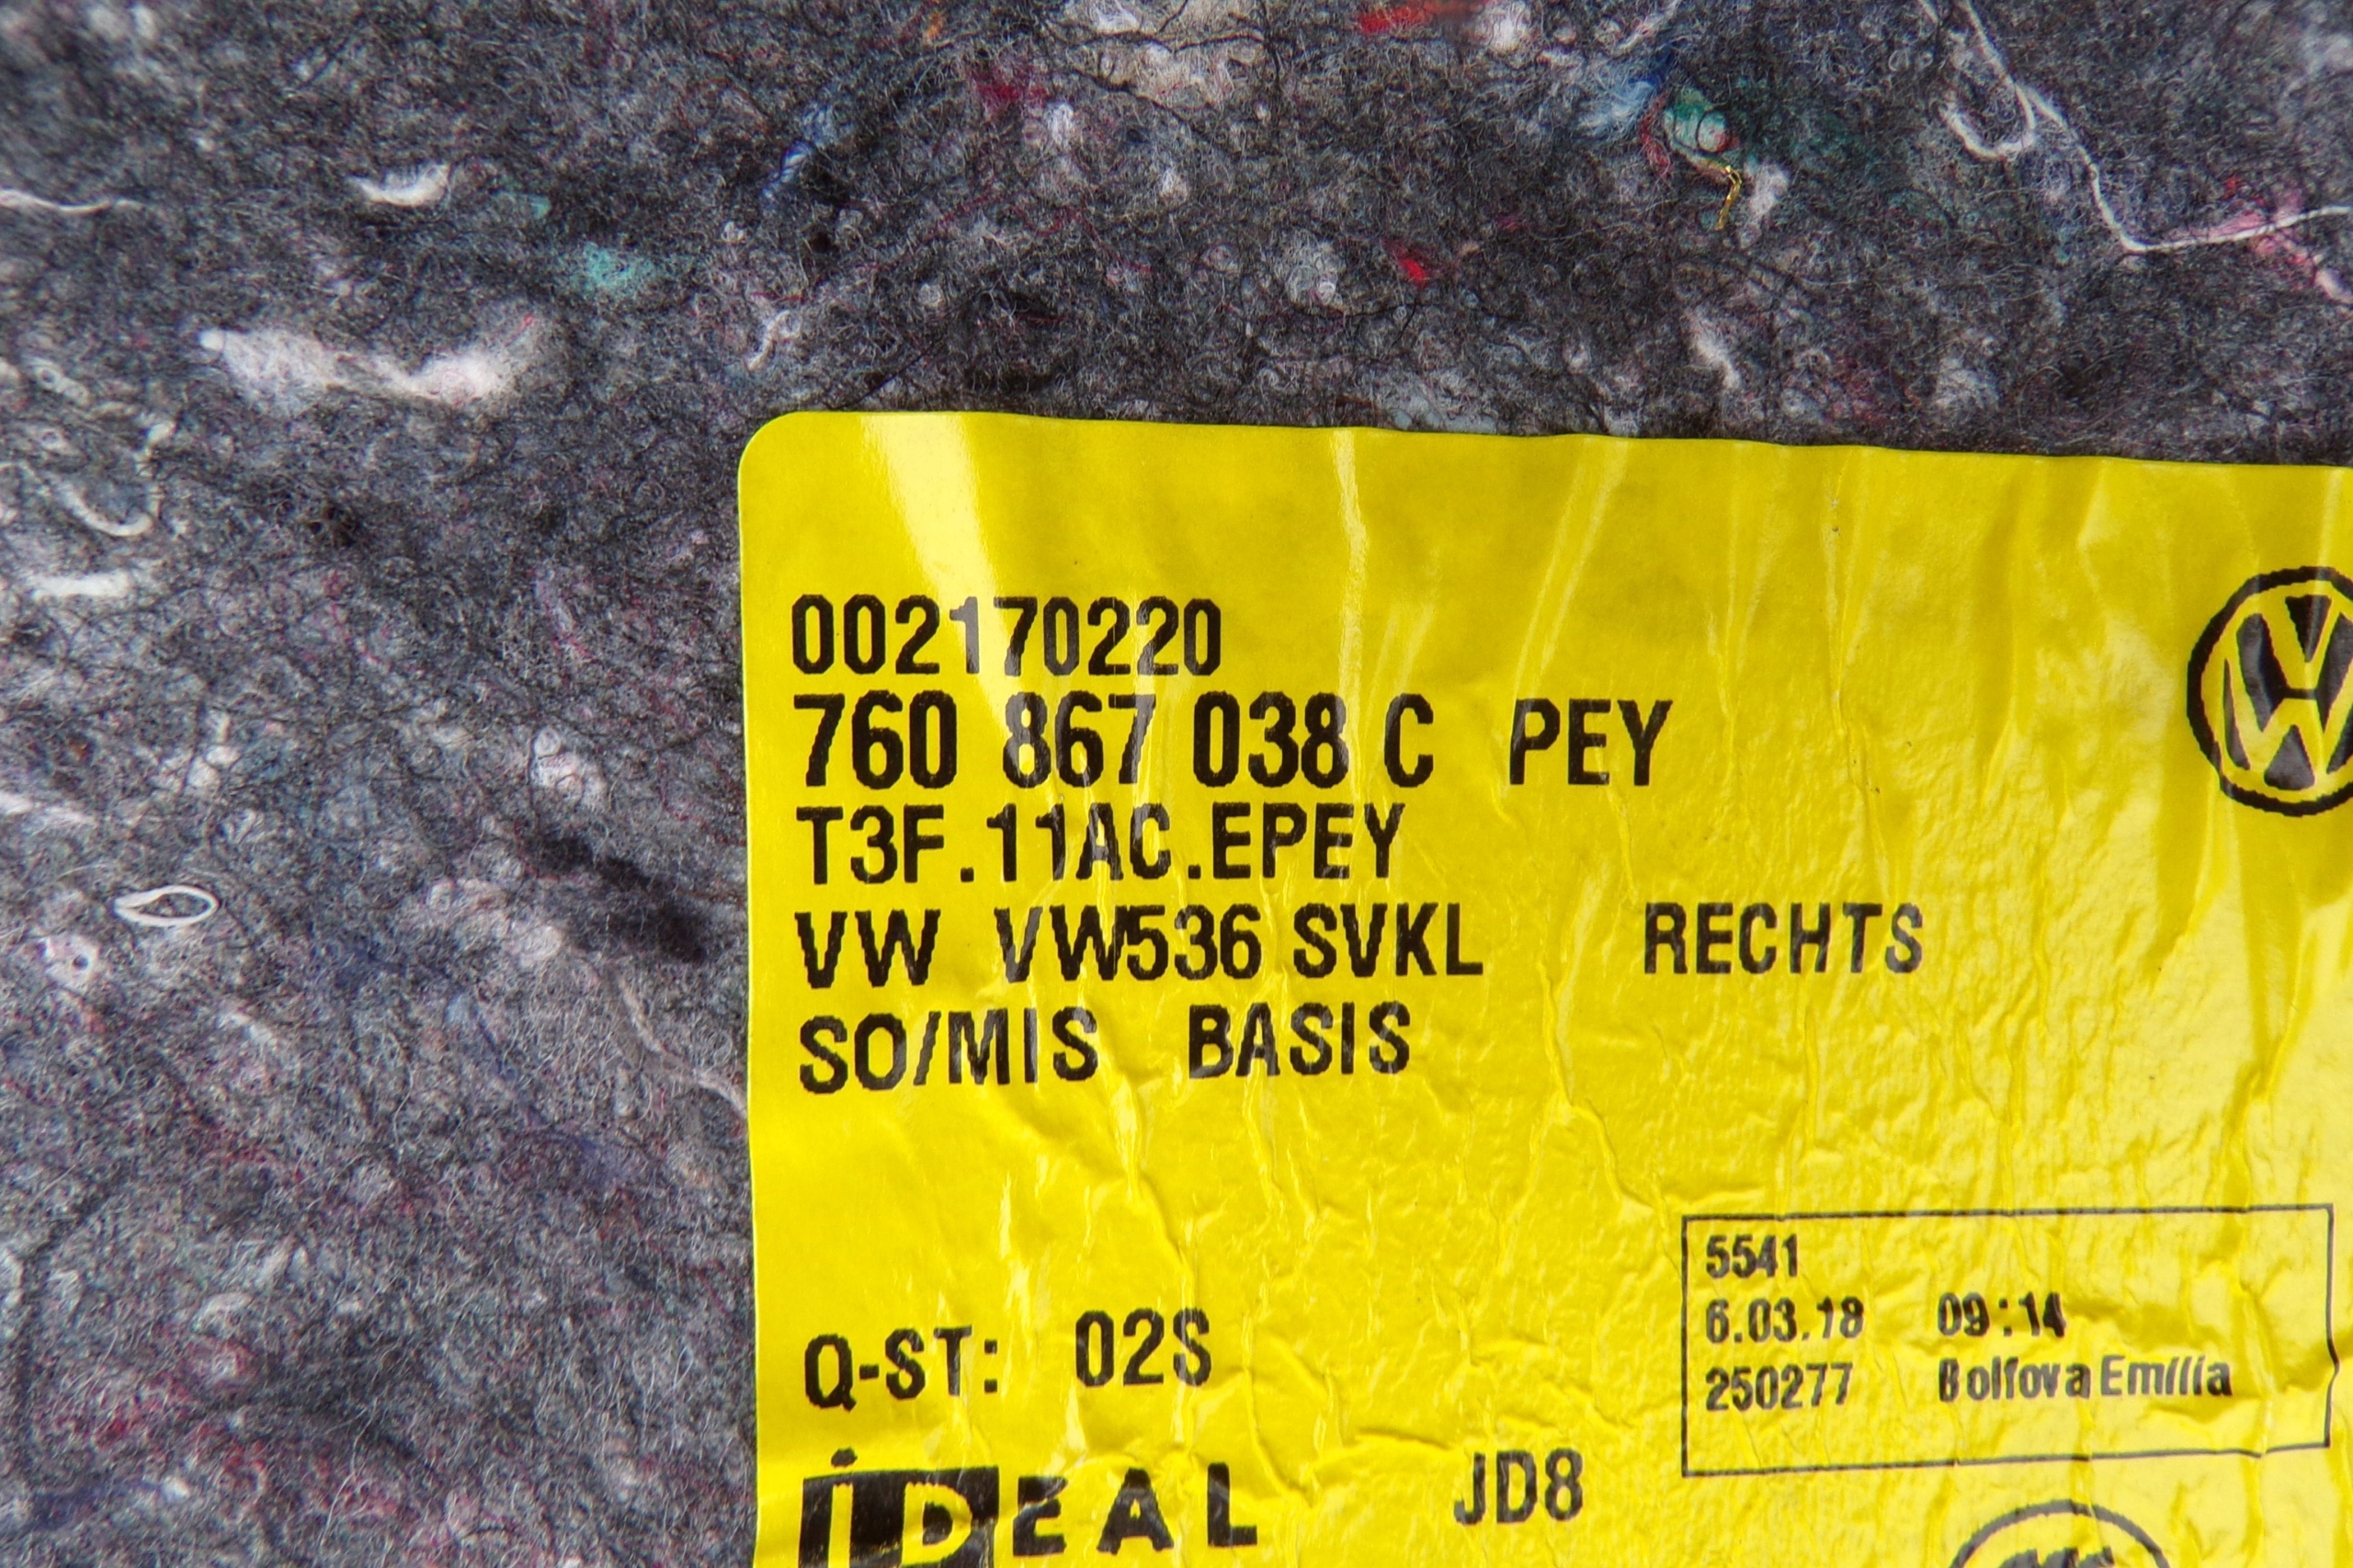 002170220
760 867 038 C PEY
T3F.11AC.EPEY
VW VW536 SVKL RECHTS
SO/MIS BASIS
5541
6.03.18 09:14
250277 Bolfova Emília
Q-ST: 02S
iDEAL JD8